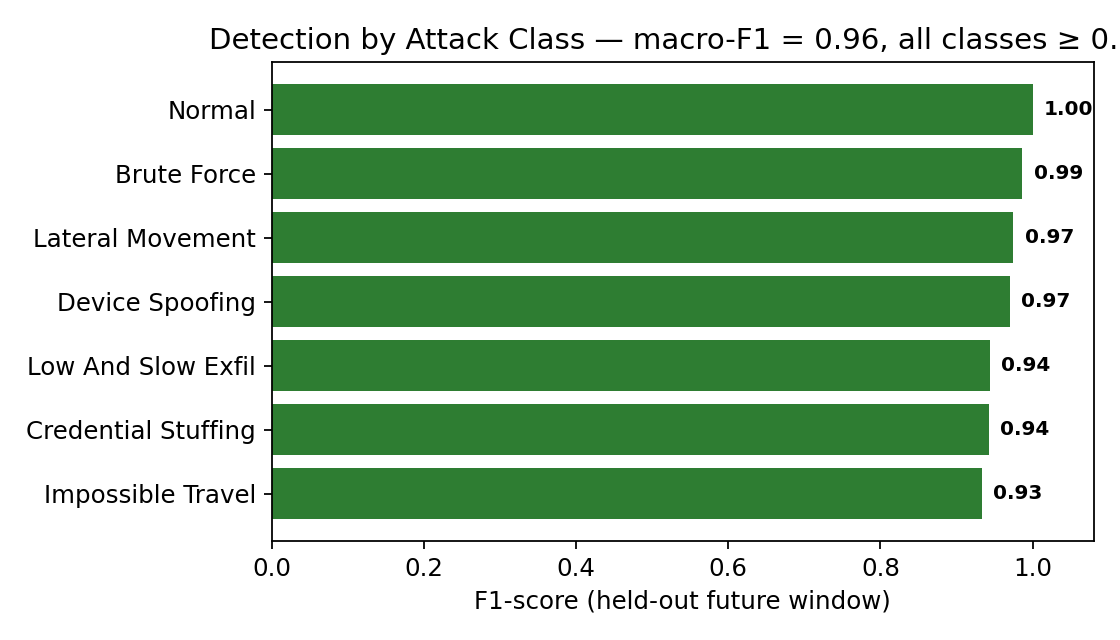 Detection by Attack Class — macro-F1 = 0.96, all classes ≥ 0.
Normal 1.00
Brute Force 0.99
Lateral Movement 0.97
Device Spoofing 0.97
Low And Slow Exfil 0.94
Credential Stuffing 0.94
Impossible Travel 0.93
0.0 0.2 0.4 0.6 0.8 1.0
F1-score (held-out future window)